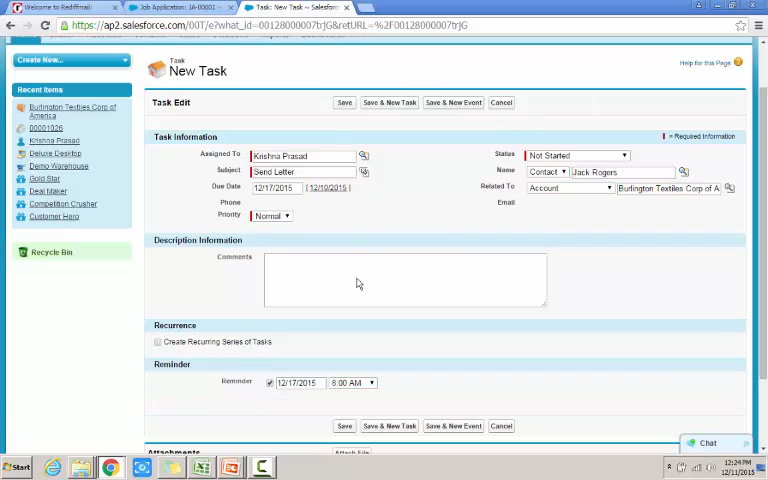 Welcome to Rediffmail:
Job Application: JA-00001 ~
Task: New Task ~ Salesforc
https://ap2.salesforce.com/00T/e?what_id=00128000007trJG&retURL=%2F00128000007trJG
Create New...
Recent Items
Burlington Textiles Corp of
America
00001026
Krishna Prasad
Deluxe Desktop
Demo Warehouse
Gold Star
Deal Maker
Competition Crusher
Customer Hero
Recycle Bin
Task
New Task
Help for this Page
Task Edit
Save
Save & New Task
Save & New Event
Cancel
Task Information
= Required Information
Assigned To
Krishna Prasad
Status
Not Started
Subject
Send Letter
Name
Contact
Jack Rogers
Due Date
12/17/2015
[ 12/10/2015 ]
Related To
Account
Burlington Textiles Corp of A
Phone
Email
Priority
Normal
Description Information
Comments
Recurrence
Create Recurring Series of Tasks
Reminder
Reminder
12/17/2015
8:00 AM
Save
Save & New Task
Save & New Event
Cancel
Attachments
Attach File
Chat
Start
12:24 PM
12/11/2015